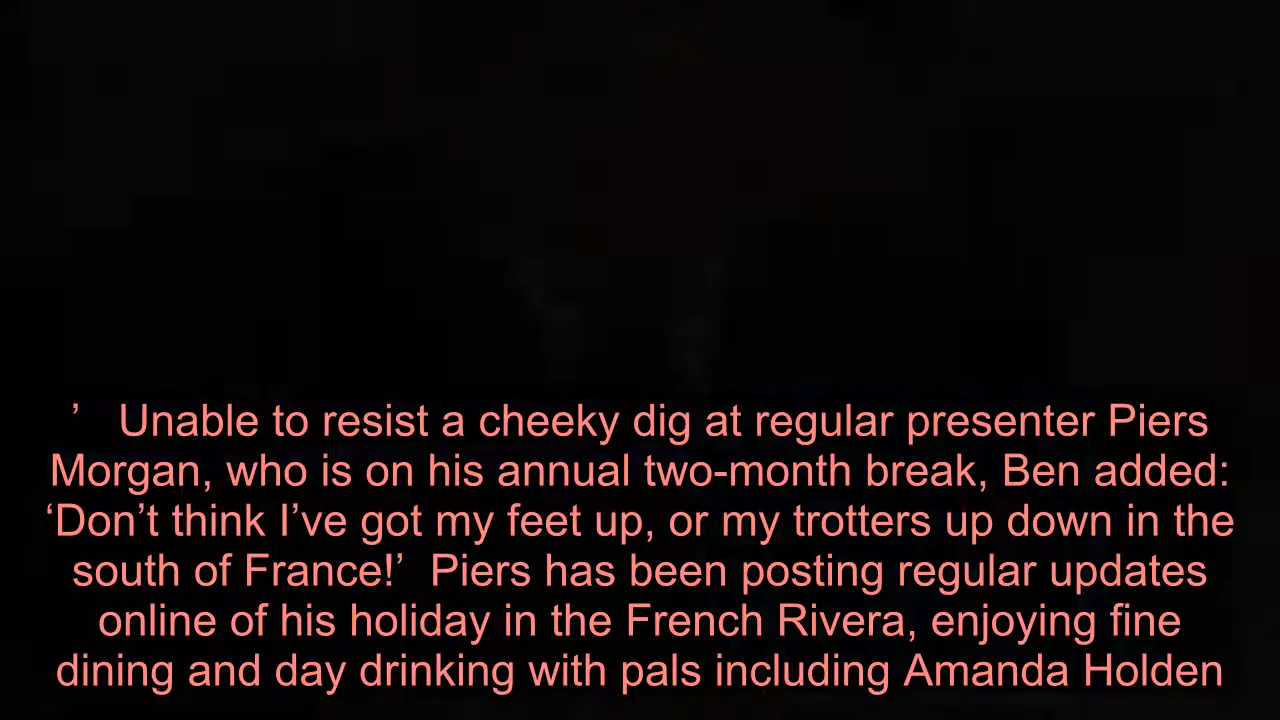 ’   Unable to resist a cheeky dig at regular presenter Piers
Morgan, who is on his annual two-month break, Ben added:
‘Don’t think I’ve got my feet up, or my trotters up down in the
south of France!’  Piers has been posting regular updates
online of his holiday in the French Rivera, enjoying fine
dining and day drinking with pals including Amanda Holden